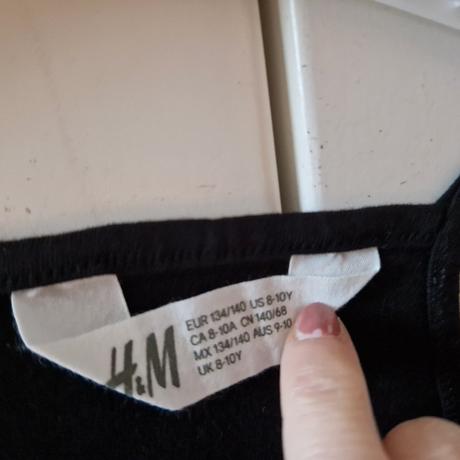 H&M
EUR 134/140 US 8-10Y
CA 8-10A CN 140/68
MX 134/140 AUS 9-10
UK 8-10Y